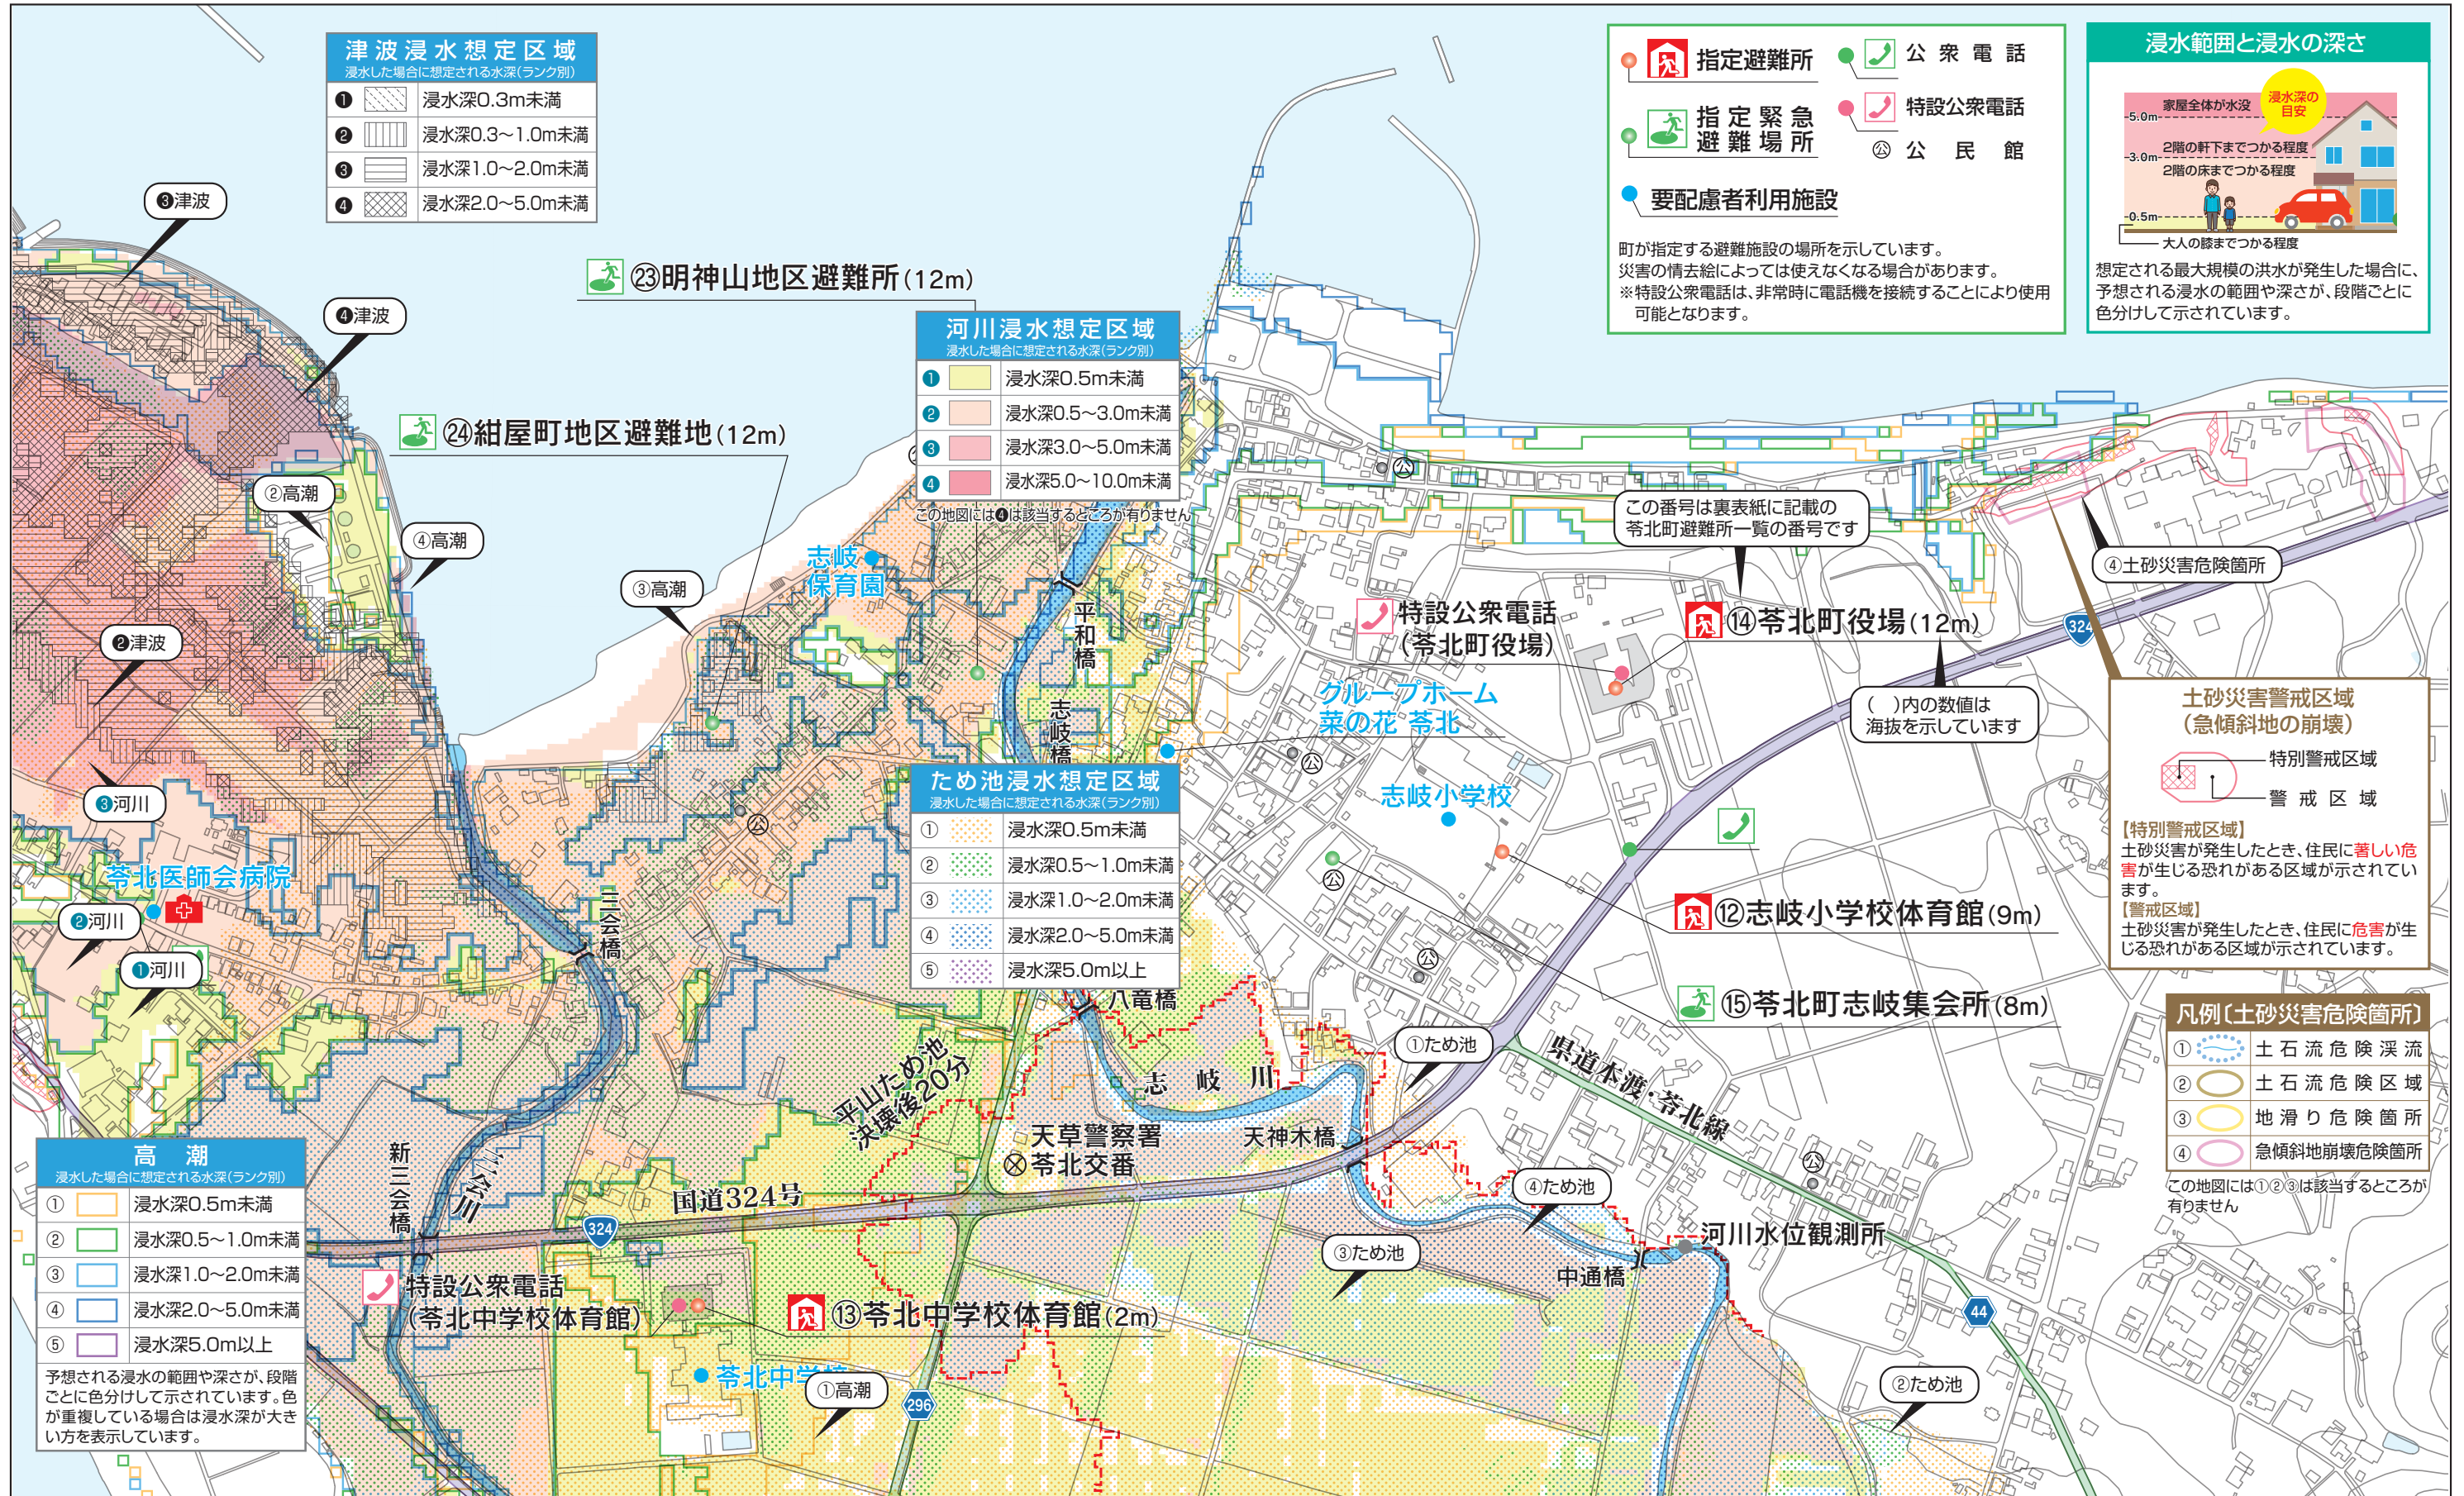 津波浸水想定区域
浸水した場合に想定される水深(ランク別)
❶ 浸水深0.3m未満
❷ 浸水深0.3〜1.0m未満
❸ 浸水深1.0〜2.0m未満
❹ 浸水深2.0〜5.0m未満
指定避難所
公衆電話
指定緊急
避難場所
特設公衆電話
㊡ 公民館
要配慮者利用施設
町が指定する避難施設の場所を示しています。
災害の情去絵によっては使えなくなる場合があります。
※特設公衆電話は、非常時に電話機を接続することにより使用
可能となります。
浸水範囲と浸水の深さ
浸水深の
目安
家屋全体が水没
5.0m
2階の軒下までつかる程度
3.0m
2階の床までつかる程度
0.5m
大人の膝までつかる程度
想定される最大規模の洪水が発生した場合に、
予想される浸水の範囲や深さが、段階ごとに
色分けして示されています。
❸津波
❹津波
㉓明神山地区避難所(12m)
河川浸水想定区域
浸水した場合に想定される水深(ランク別)
❶ 浸水深0.5m未満
❷ 浸水深0.5〜3.0m未満
❸ 浸水深3.0〜5.0m未満
❹ 浸水深5.0〜10.0m未満
この地図には❹は該当するところが有りません
㉔紺屋町地区避難地(12m)
②高潮
④高潮
③高潮
志岐
保育園
平和橋
志岐橋
公
この番号は裏表紙に記載の
苓北町避難所一覧の番号です
④土砂災害危険箇所
特設公衆電話
(苓北町役場)
⑭苓北町役場(12m)
324
( )内の数値は
海抜を示しています
グループホーム
菜の花 苓北
公
志岐小学校
❷津波
❸河川
苓北医師会病院
❷河川
❶河川
公
三会橋
ため池浸水想定区域
浸水した場合に想定される水深(ランク別)
① 浸水深0.5m未満
② 浸水深0.5〜1.0m未満
③ 浸水深1.0〜2.0m未満
④ 浸水深2.0〜5.0m未満
⑤ 浸水深5.0m以上
公
公
⑫志岐小学校体育館(9m)
⑮苓北町志岐集会所(8m)
土砂災害警戒区域
(急傾斜地の崩壊)
特別警戒区域
警戒区域
【特別警戒区域】
土砂災害が発生したとき、住民に著しい危
害が生じる恐れがある区域が示されてい
ます。
【警戒区域】
土砂災害が発生したとき、住民に危害が生
じる恐れがある区域が示されています。
凡例〔土砂災害危険箇所〕
① 土石流危険渓流
② 土石流危険区域
③ 地滑り危険箇所
④ 急傾斜地崩壊危険箇所
この地図には①②③は該当するところが
有りません
八竜橋
①ため池
平山ため池
決壊後20分
志岐川
県道本渡・苓北線
天草警察署
苓北交番
天神木橋
公
④ため池
河川水位観測所
③ため池
中通橋
44
②ため池
高潮
浸水した場合に想定される水深(ランク別)
① 浸水深0.5m未満
② 浸水深0.5〜1.0m未満
③ 浸水深1.0〜2.0m未満
④ 浸水深2.0〜5.0m未満
⑤ 浸水深5.0m以上
予想される浸水の範囲や深さが、段階
ごとに色分けして示されています。色
が重複している場合は浸水深が大き
い方を表示しています。
新三会橋
三会川
国道324号
324
特設公衆電話
(苓北中学校体育館)
⑬苓北中学校体育館(2m)
苓北中学校
①高潮
296